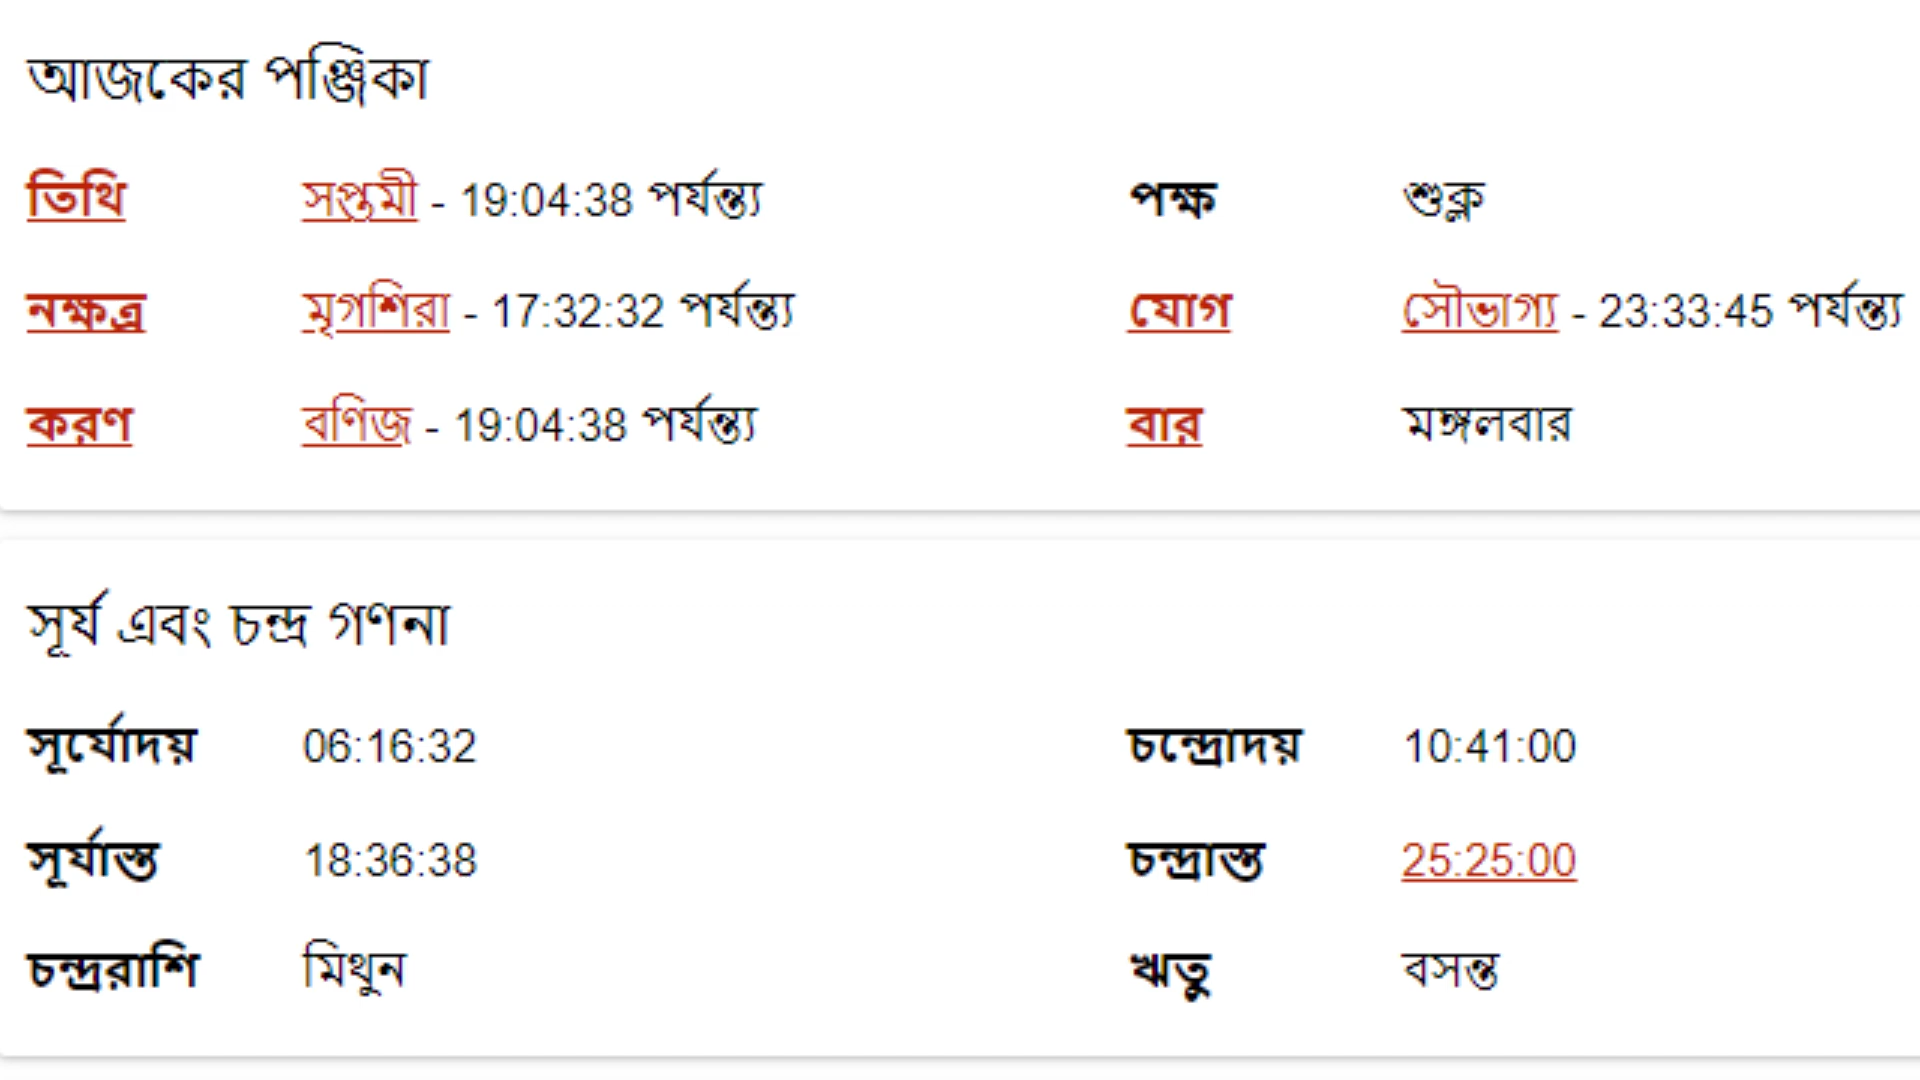 আজকের পঞ্জিকা
তিথি সপ্তমী - 19:04:38 পর্যন্ত্য পক্ষ শুক্ল
নক্ষত্র মৃগশিরা - 17:32:32 পর্যন্ত্য যোগ সৌভাগ্য - 23:33:45 পর্যন্ত্য
করণ বণিজ - 19:04:38 পর্যন্ত্য বার মঙ্গলবার
সূর্য এবং চন্দ্র গণনা
সূর্যোদয় 06:16:32 চন্দ্রোদয় 10:41:00
সূর্যাস্ত 18:36:38 চন্দ্রাস্ত 25:25:00
চন্দ্ররাশি মিথুন ঋতু বসন্ত